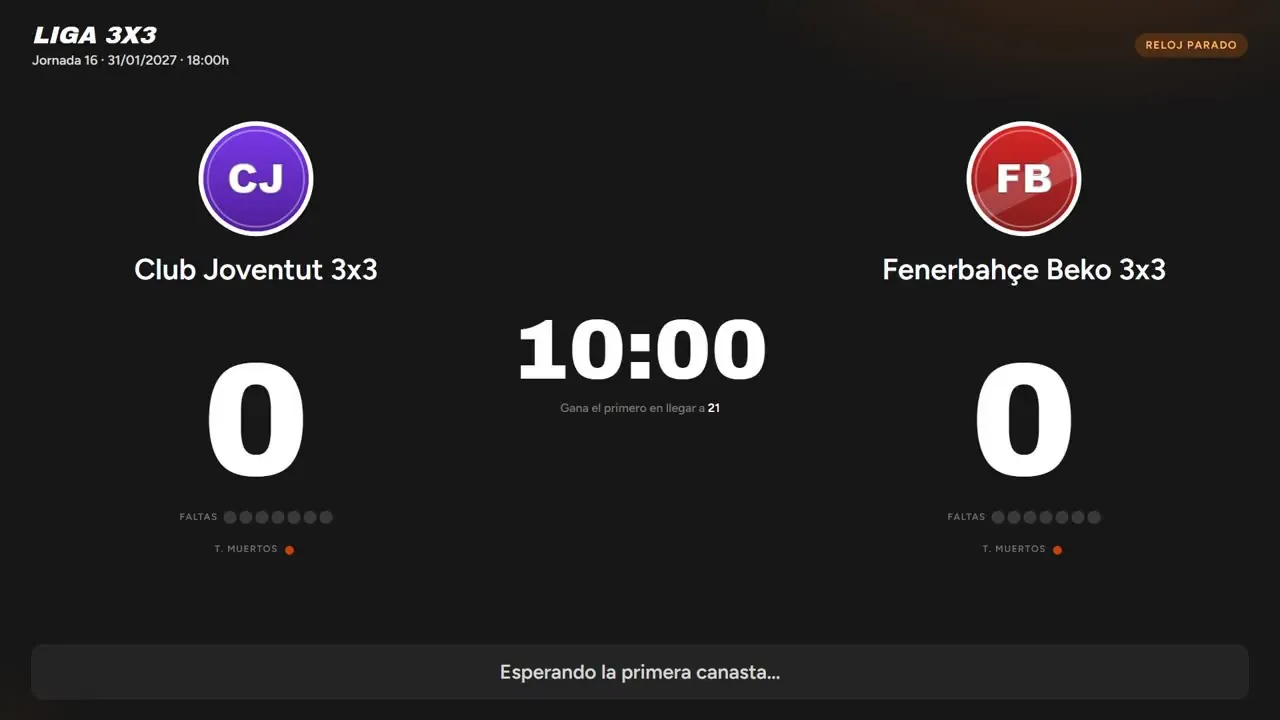 LIGA 3X3
Jornada 16 · 31/01/2027 · 18:00h
RELOJ PARADO
CJ
Club Joventut 3x3
0
FALTAS
T. MUERTOS
10:00
Gana el primero en llegar a 21
FB
Fenerbahçe Beko 3x3
0
FALTAS
T. MUERTOS
Esperando la primera canasta...